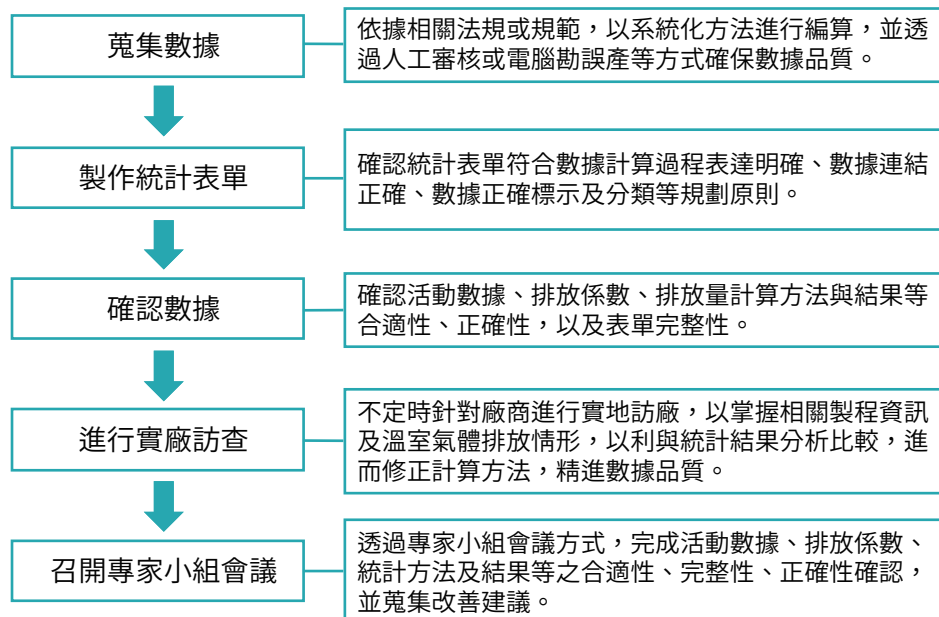 蒐集數據
依據相關法規或規範，以系統化方法進行編算，並透
過人工審核或電腦勘誤產等方式確保數據品質。
製作統計表單
確認統計表單符合數據計算過程表達明確、數據連結
正確、數據正確標示及分類等規劃原則。
確認數據
確認活動數據、排放係數、排放量計算方法與結果等
合適性、正確性，以及表單完整性。
進行實廠訪查
不定時針對廠商進行實地訪廠，以掌握相關製程資訊
及溫室氣體排放情形，以利與統計結果分析比較，進
而修正計算方法，精進數據品質。
召開專家小組會議
透過專家小組會議方式，完成活動數據、排放係數、
統計方法及結果等之合適性、完整性、正確性確認，
並蒐集改善建議。